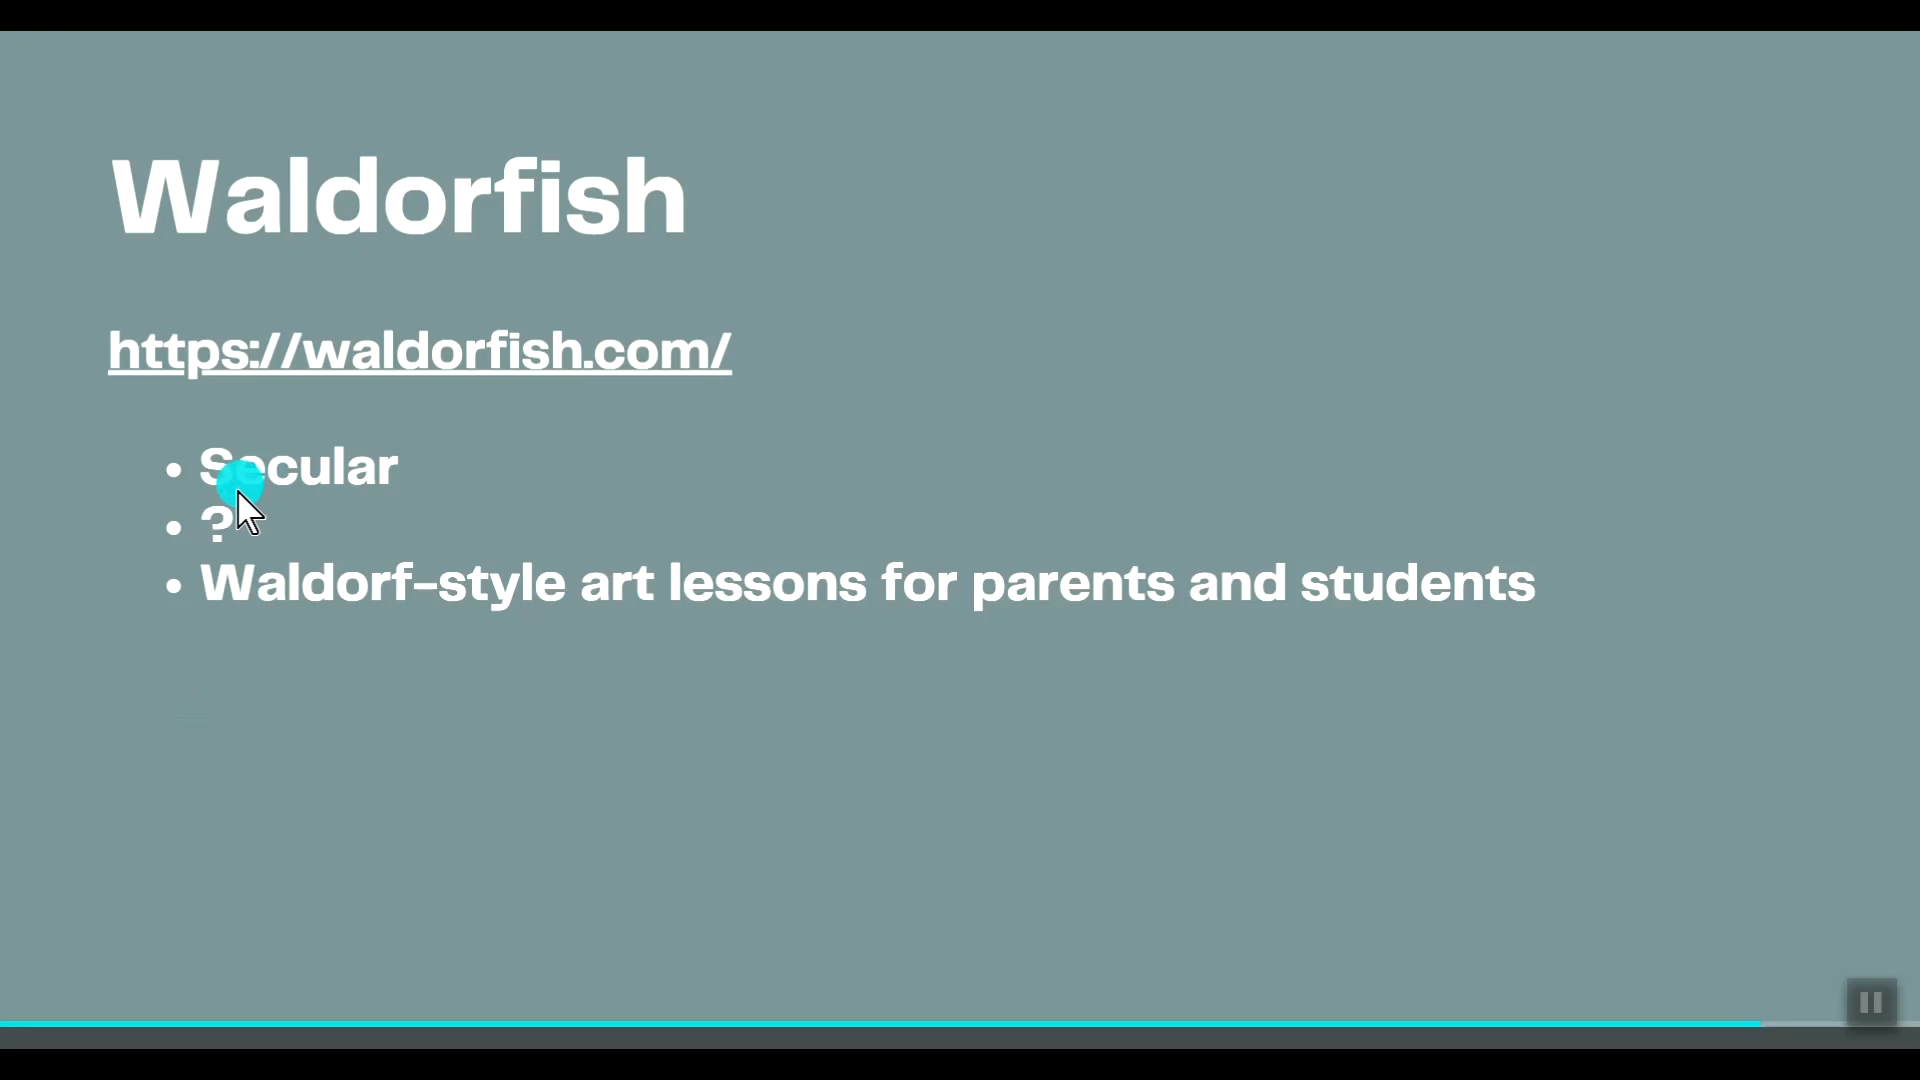 Waldorfish
https://waldorfish.com/
• Secular
• ?
• Waldorf-style art lessons for parents and students